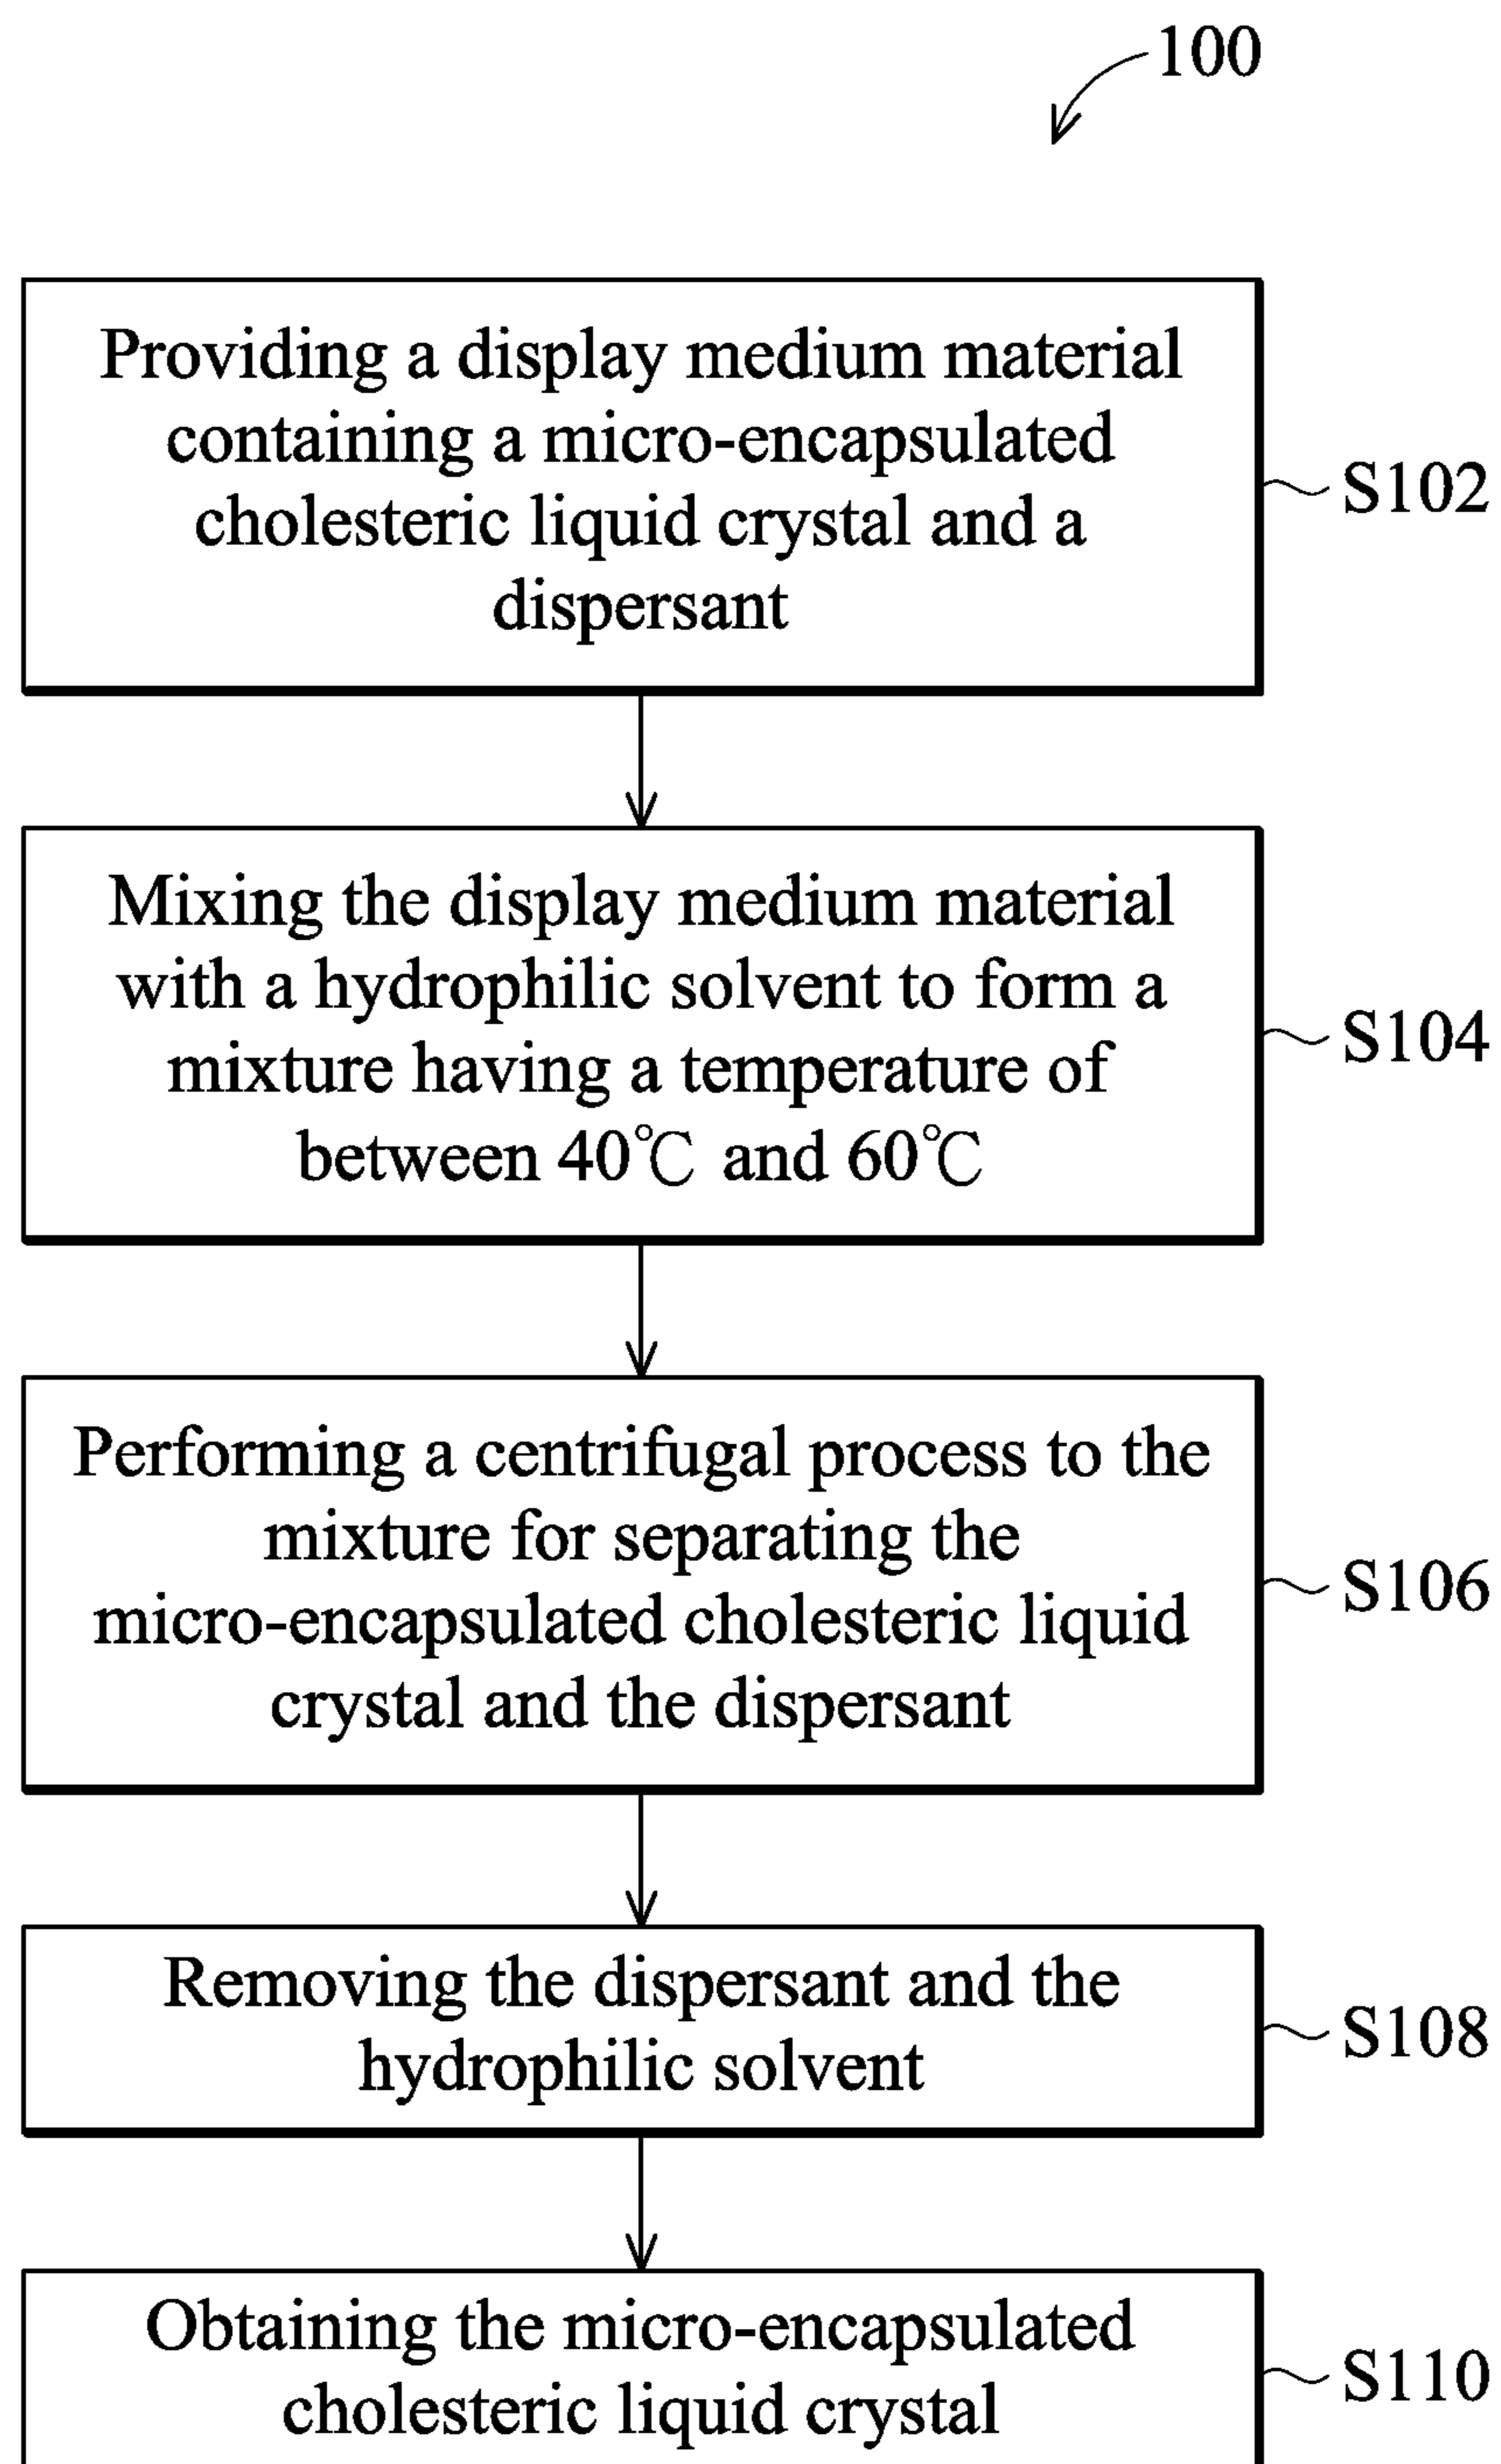 100
Providing a display medium material
containing a micro-encapsulated
cholesteric liquid crystal and a
dispersant
S102
Mixing the display medium material
with a hydrophilic solvent to form a
mixture having a temperature of
between 40℃ and 60℃
S104
Performing a centrifugal process to the
mixture for separating the
micro-encapsulated cholesteric liquid
crystal and the dispersant
S106
Removing the dispersant and the
hydrophilic solvent
S108
Obtaining the micro-encapsulated
cholesteric liquid crystal
S110